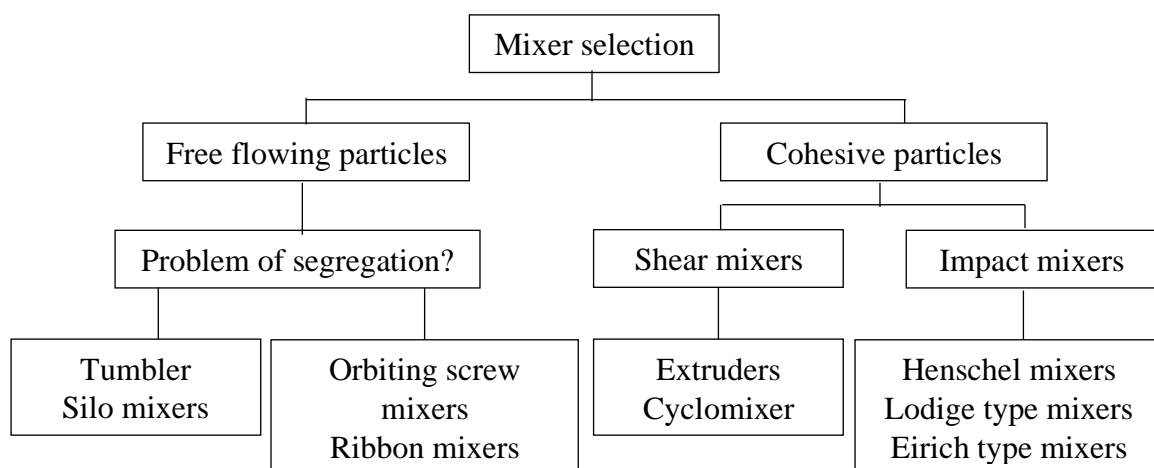 Mixer selection
Free flowing particles
Cohesive particles
Problem of segregation?
Shear mixers
Impact mixers
Tumbler
Silo mixers
Orbiting screw
mixers
Ribbon mixers
Extruders
Cyclomixer
Henschel mixers
Lodige type mixers
Eirich type mixers